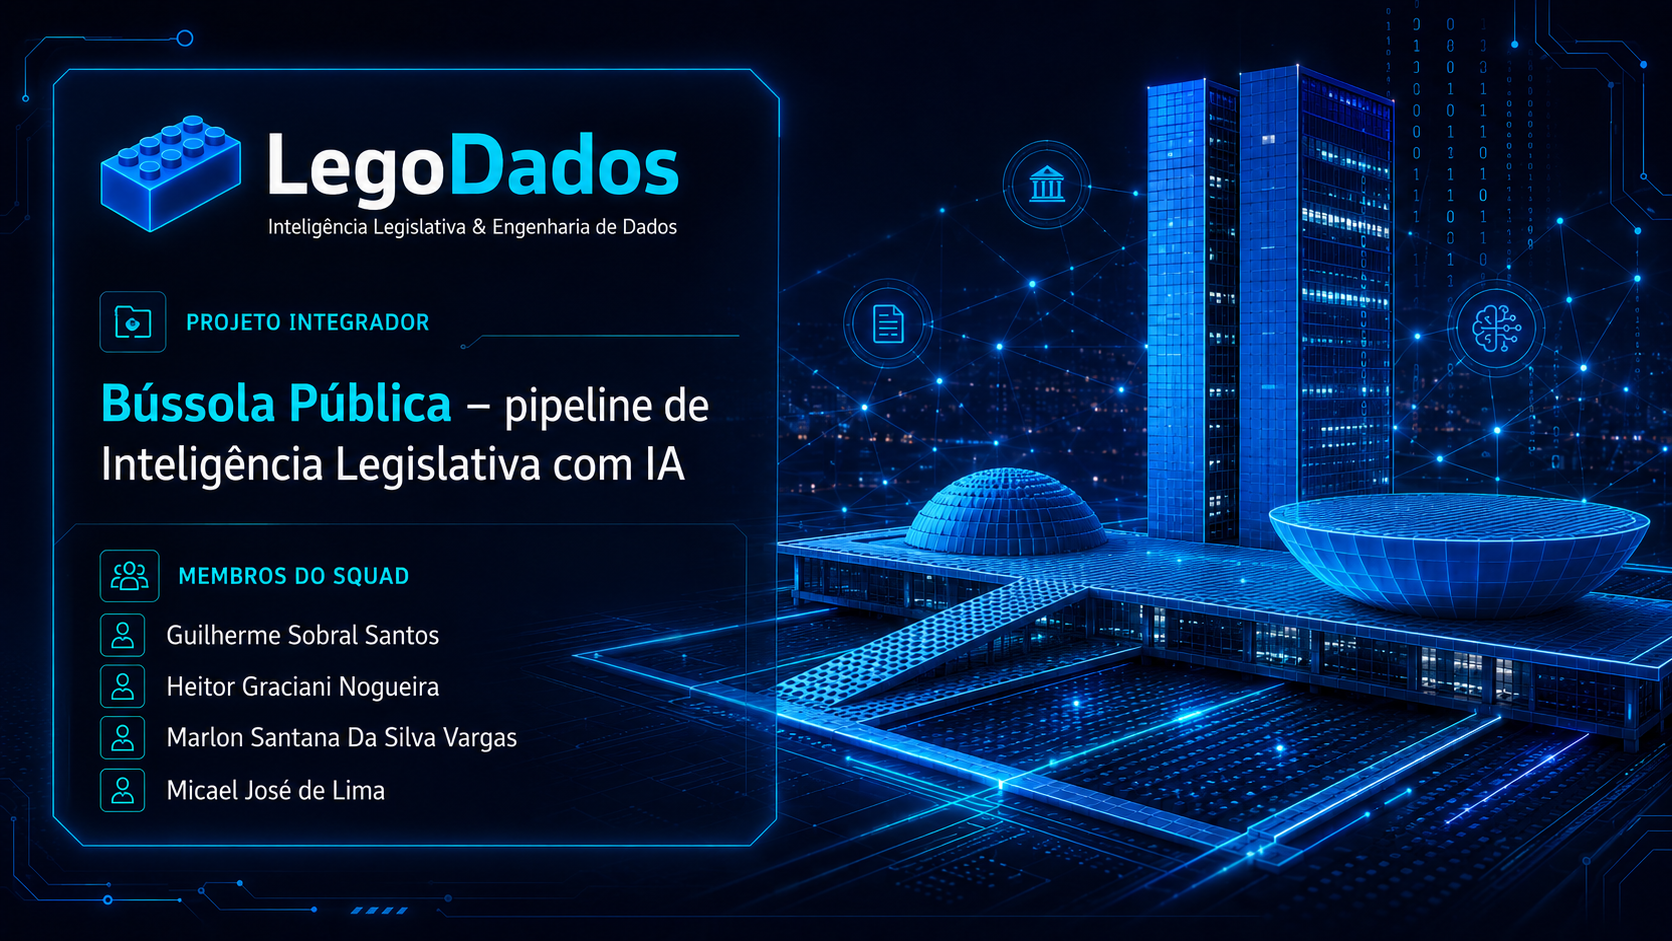 LegoDados
Inteligência Legislativa & Engenharia de Dados
PROJETO INTEGRADOR
Bússola Pública – pipeline de
Inteligência Legislativa com IA
MEMBROS DO SQUAD
Guilherme Sobral Santos
Heitor Graciani Nogueira
Marlon Santana Da Silva Vargas
Micael José de Lima